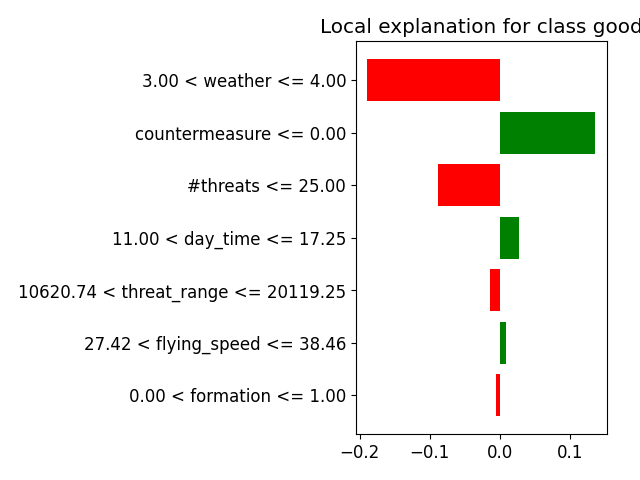 Local explanation for class good
3.00 < weather <= 4.00
countermeasure <= 0.00
#threats <= 25.00
11.00 < day_time <= 17.25
10620.74 < threat_range <= 20119.25
27.42 < flying_speed <= 38.46
0.00 < formation <= 1.00
−0.2 −0.1 0.0 0.1